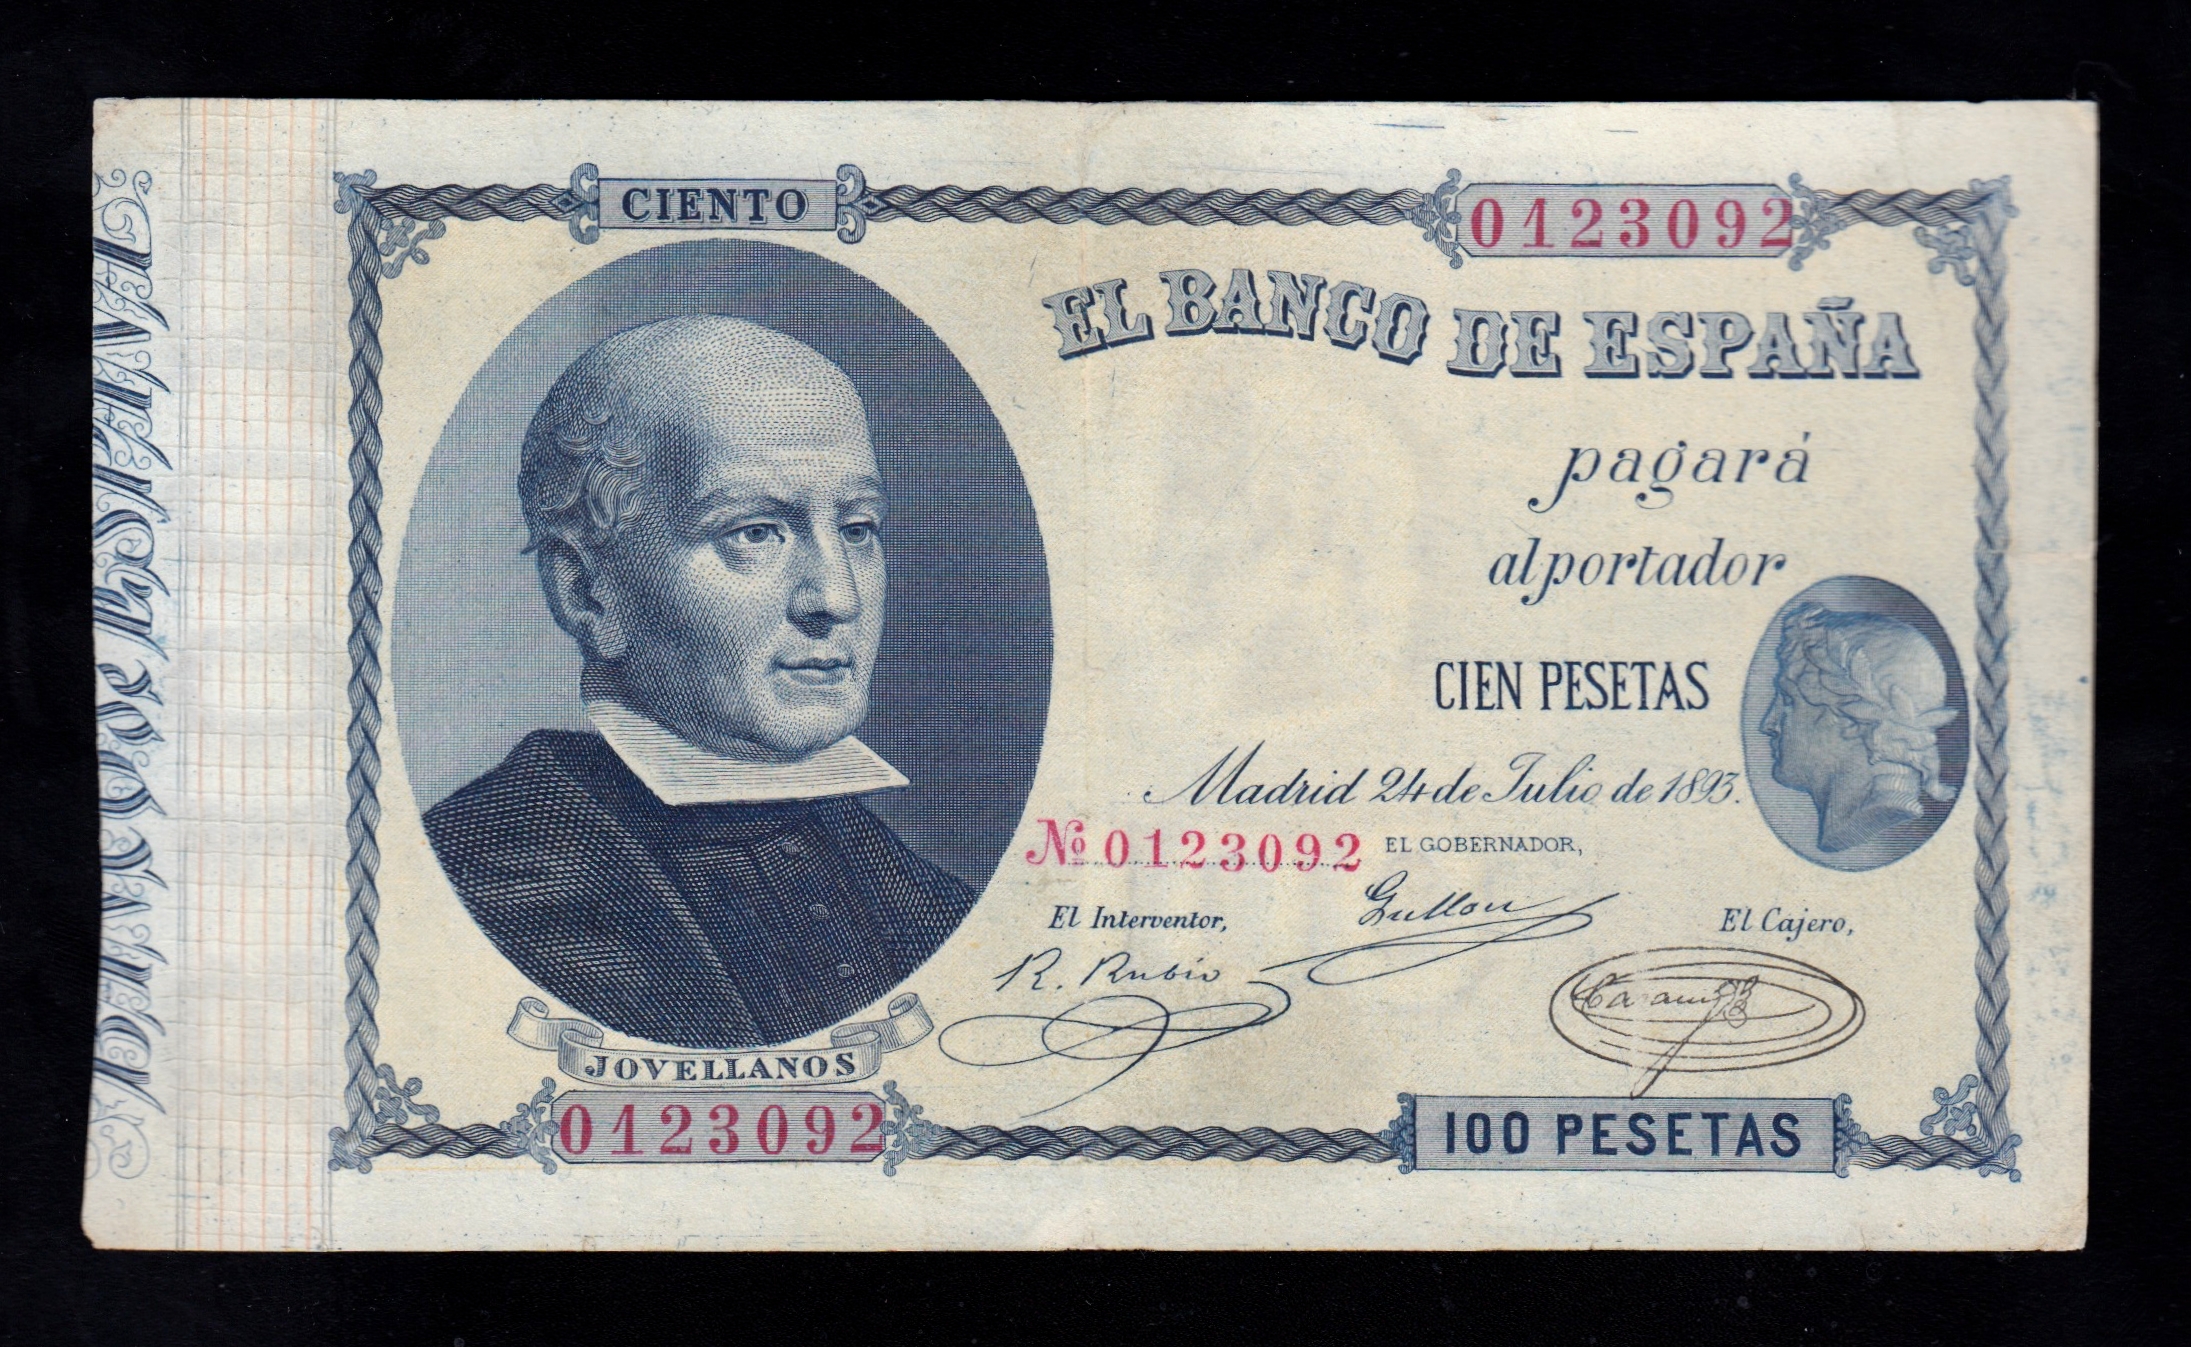 CIENTO
0123092
EL BANCO DE ESPAÑA
pagará
al portador
CIEN PESETAS
Madrid 24 de Julio de 1893.
No 0123092
EL GOBERNADOR,
Gullon
El Interventor,
R. Rubio
El Cajero,
JOVELLANOS
0123092
100 PESETAS